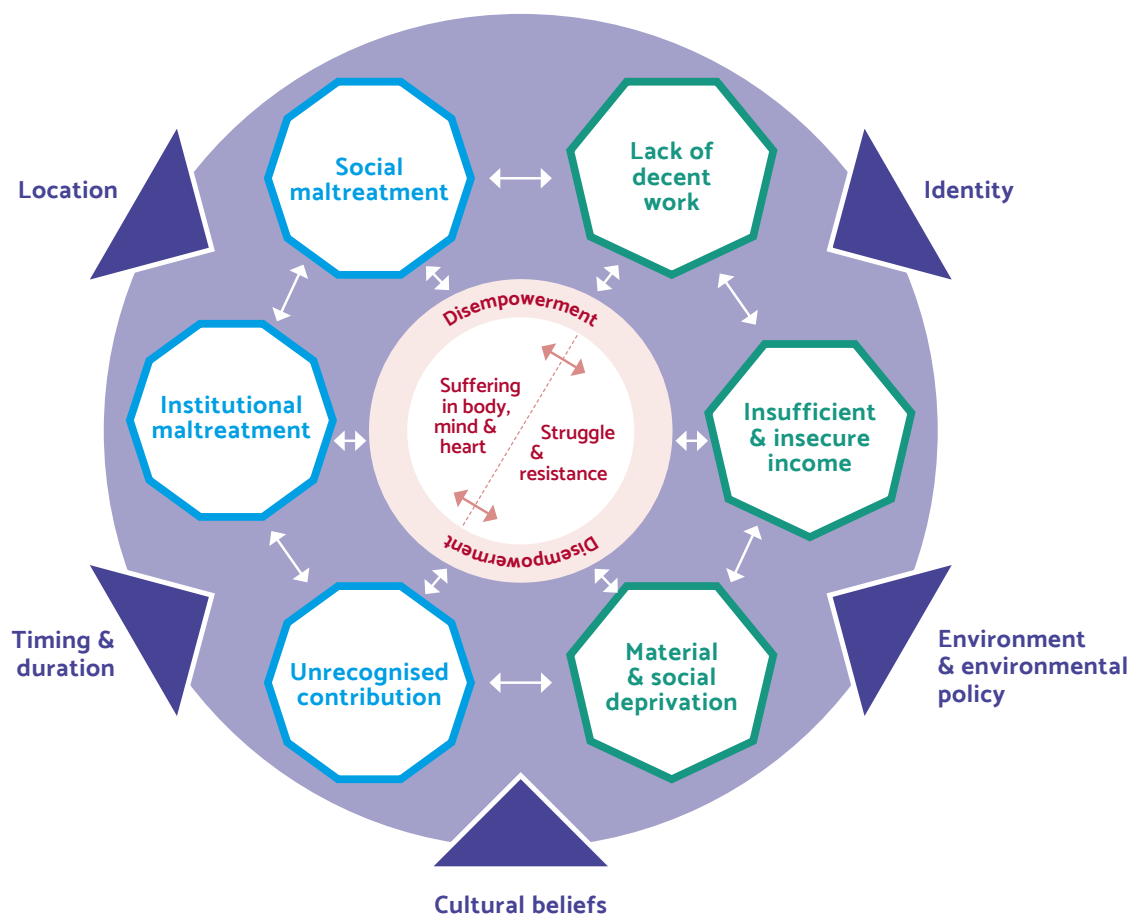 Social
maltreatment
Lack of
decent
work
Location
Identity
Disempowerment
Suffering
in body,
mind &
heart
Struggle
&
resistance
Institutional
maltreatment
Insufficient
& insecure
income
Disempowerment
Timing &
duration
Unrecognised
contribution
Material
& social
deprivation
Environment
& environmental
policy
Cultural beliefs